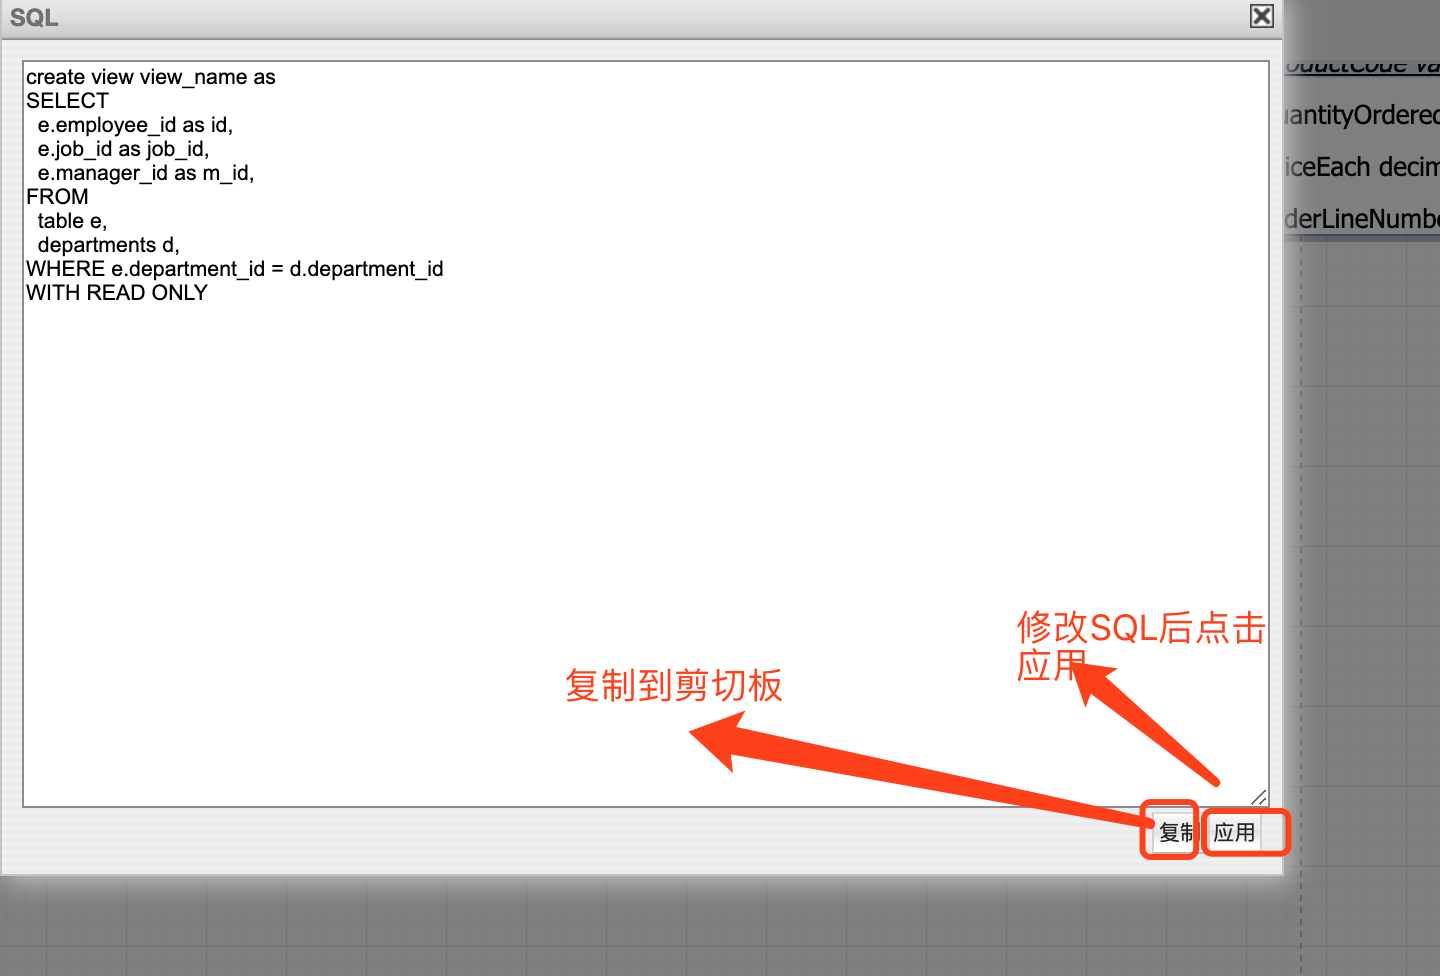 SQL
create view view_name as
SELECT
e.employee_id as id,
e.job_id as job_id,
e.manager_id as m_id,
FROM
table e,
departments d,
WHERE e.department_id = d.department_id
WITH READ ONLY
oductCode va
uantityOrdered
iceEach decim
derLineNumbe
修改SQL后点击
应用
复制到剪切板
复制
应用